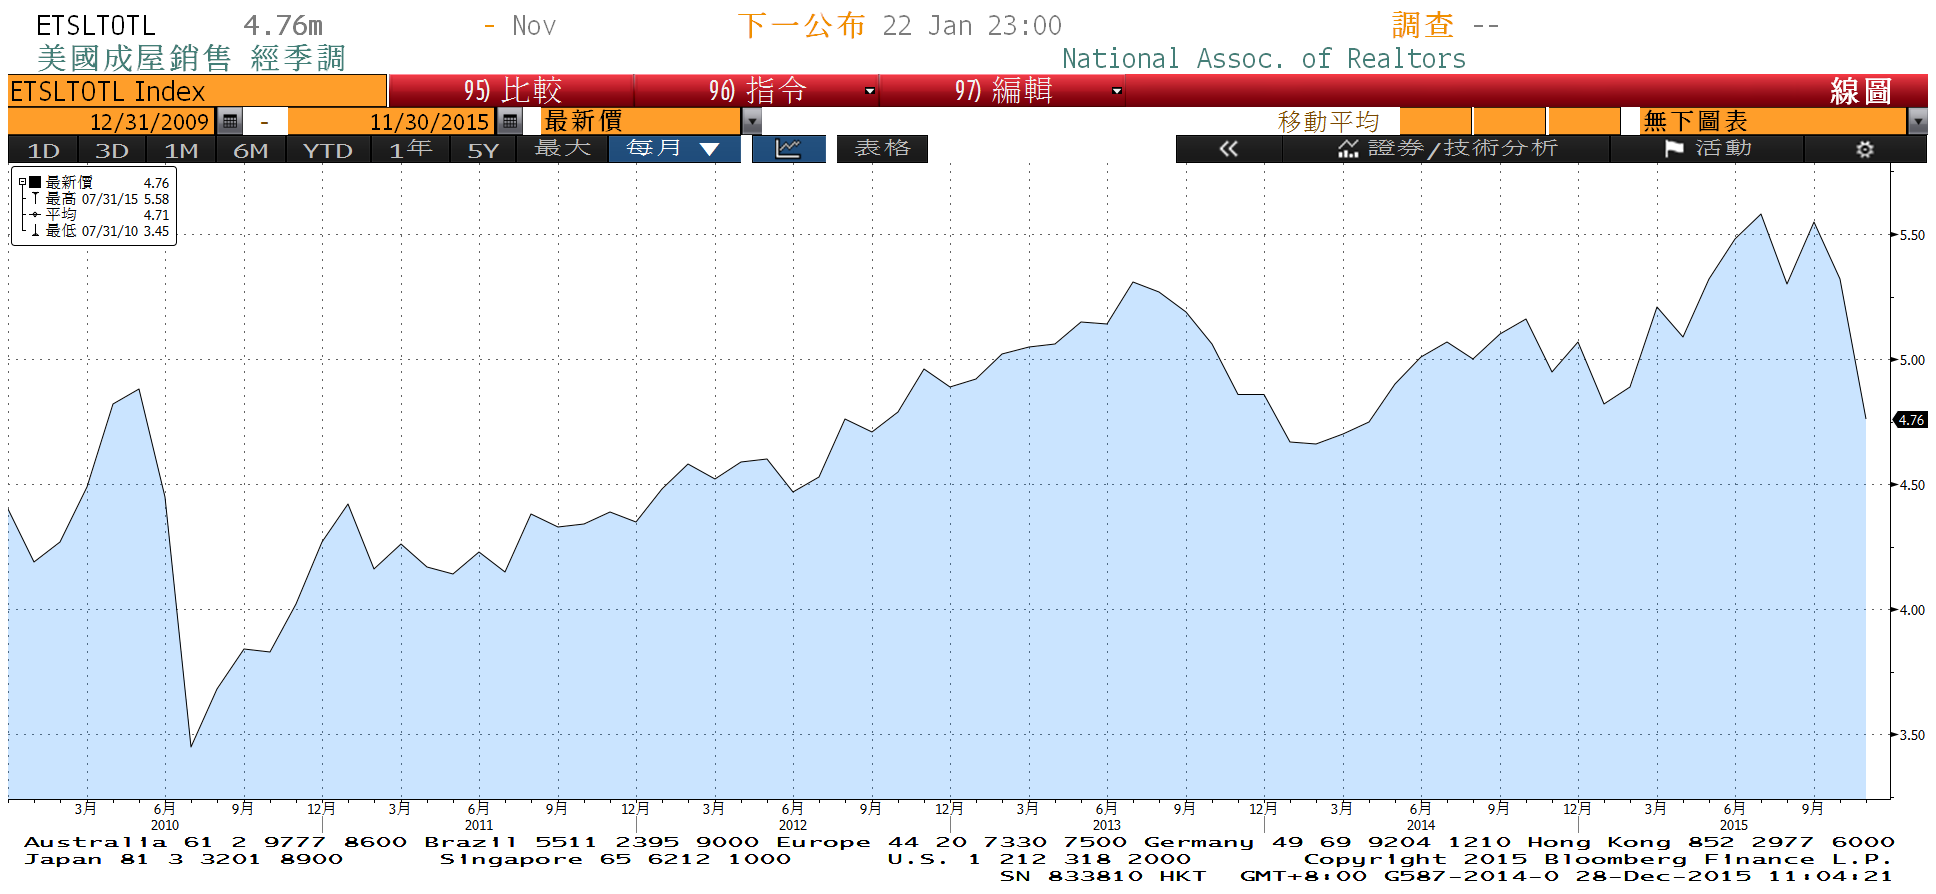 ETSLTOTL 4.76m - Nov 下一公布 22 Jan 23:00 調查 --
美國成屋銷售 經季調 National Assoc. of Realtors
ETSLTOTL Index 95) 比較 96) 指令 97) 編輯 線圖
12/31/2009 - 11/30/2015 最新價 移動平均 無下圖表
1D 3D 1M 6M YTD 1年 5Y 最大 每月 ▼ 表格 « 證券/技術分析 活動
最新價 4.76
最高 07/31/15 5.58
平均 4.71
最低 07/31/10 3.45
5.50
5.00
4.76
4.50
4.00
3.50
3月 6月 9月 12月 3月 6月 9月 12月 3月 6月 9月 12月 3月 6月 9月 12月 3月 6月 9月 12月 3月 6月 9月
2010 2011 2012 2013 2014 2015
Australia 61 2 9777 8600 Brazil 5511 2395 9000 Europe 44 20 7330 7500 Germany 49 69 9204 1210 Hong Kong 852 2977 6000
Japan 81 3 3201 8900 Singapore 65 6212 1000 U.S. 1 212 318 2000 Copyright 2015 Bloomberg Finance L.P.
SN 833810 HKT GMT+8:00 G587-2014-0 28-Dec-2015 11:04:21